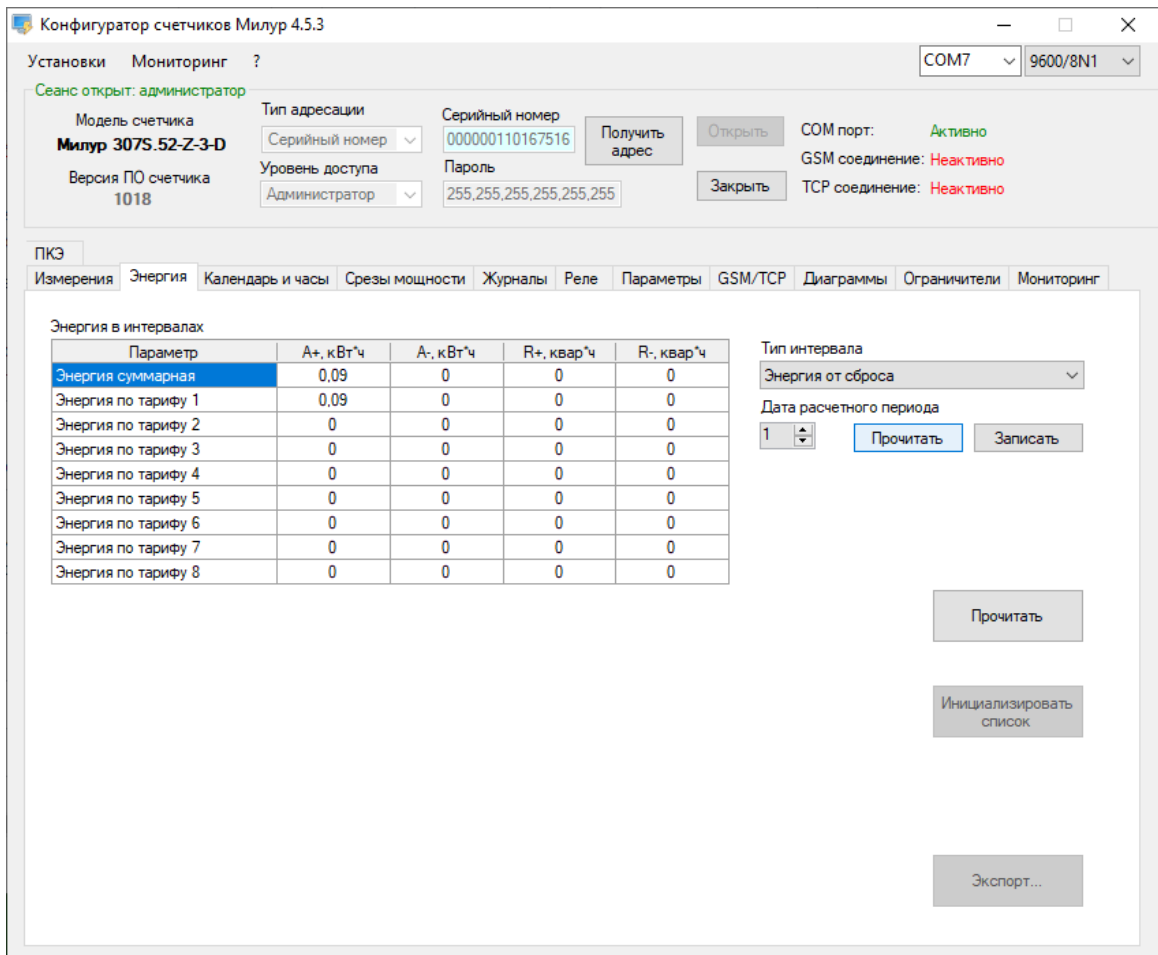 Конфигуратор счетчиков Милур 4.5.3
Установки Мониторинг ?
COM7 9600/8N1
Сеанс открыт: администратор
Модель счетчика
Милур 307S.52-Z-3-D
Версия ПО счетчика
1018
Тип адресации
Серийный номер
Уровень доступа
Администратор
Серийный номер
000000110167516
Пароль
255,255,255,255,255,255
Получить
адрес
Открыть
Закрыть
COM порт: Активно
GSM соединение: Неактивно
TCP соединение: Неактивно
ПКЭ
Измерения Энергия Календарь и часы Срезы мощности Журналы Реле Параметры GSM/TCP Диаграммы Ограничители Мониторинг
Энергия в интервалах
Параметр A+, кВт*ч A-, кВт*ч R+, квар*ч R-, квар*ч
Энергия суммарная 0,09 0 0 0
Энергия по тарифу 1 0,09 0 0 0
Энергия по тарифу 2 0 0 0 0
Энергия по тарифу 3 0 0 0 0
Энергия по тарифу 4 0 0 0 0
Энергия по тарифу 5 0 0 0 0
Энергия по тарифу 6 0 0 0 0
Энергия по тарифу 7 0 0 0 0
Энергия по тарифу 8 0 0 0 0
Тип интервала
Энергия от сброса
Дата расчетного периода
1 Прочитать Записать
Прочитать
Инициализировать
список
Экспорт...